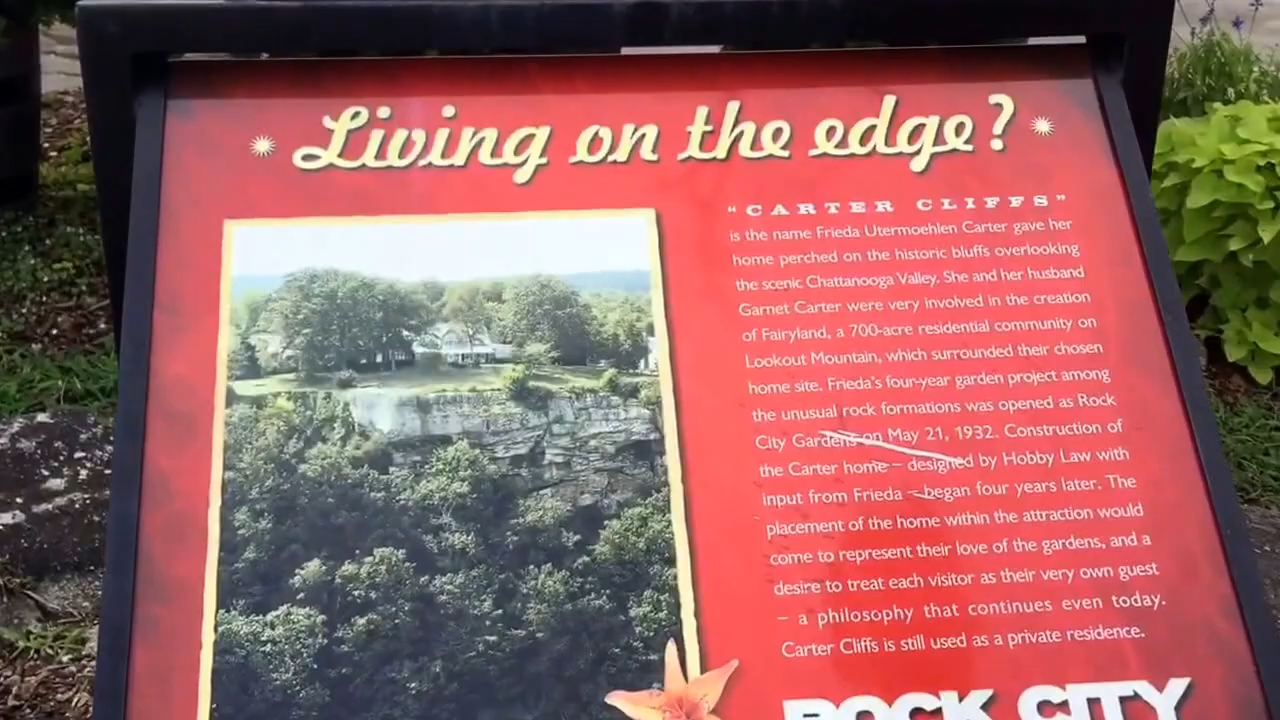 Living on the edge?
"CARTER CLIFFS"
is the name Frieda Utermoehlen Carter gave her
home perched on the historic bluffs overlooking
the scenic Chattanooga Valley. She and her husband
Garnet Carter were very involved in the creation
of Fairyland, a 700-acre residential community on
Lookout Mountain, which surrounded their chosen
home site. Frieda's four-year garden project among
the unusual rock formations was opened as Rock
City Gardens on May 21, 1932. Construction of
the Carter home – designed by Hobby Law with
input from Frieda – began four years later. The
placement of the home within the attraction would
come to represent their love of the gardens, and a
desire to treat each visitor as their very own guest
– a philosophy that continues even today.
Carter Cliffs is still used as a private residence.
ROCK CITY